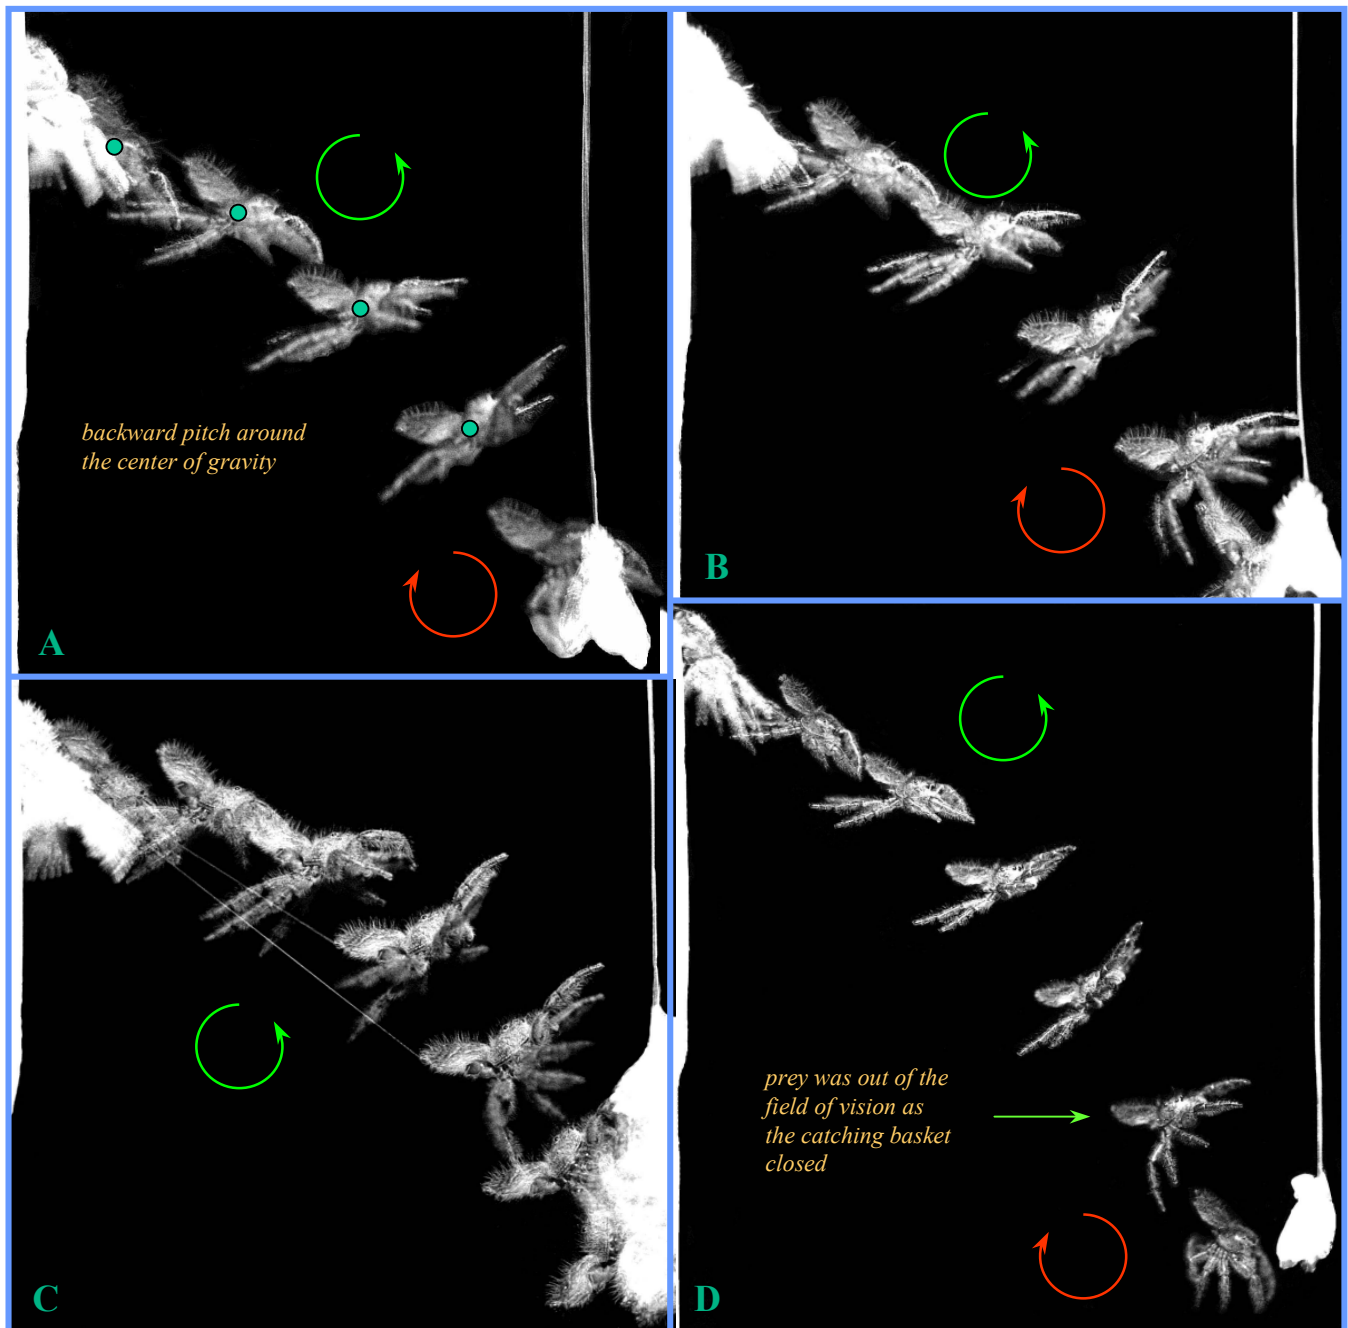 backward pitch around
the center of gravity
A
B
C
prey was out of the
field of vision as
the catching basket
closed
D